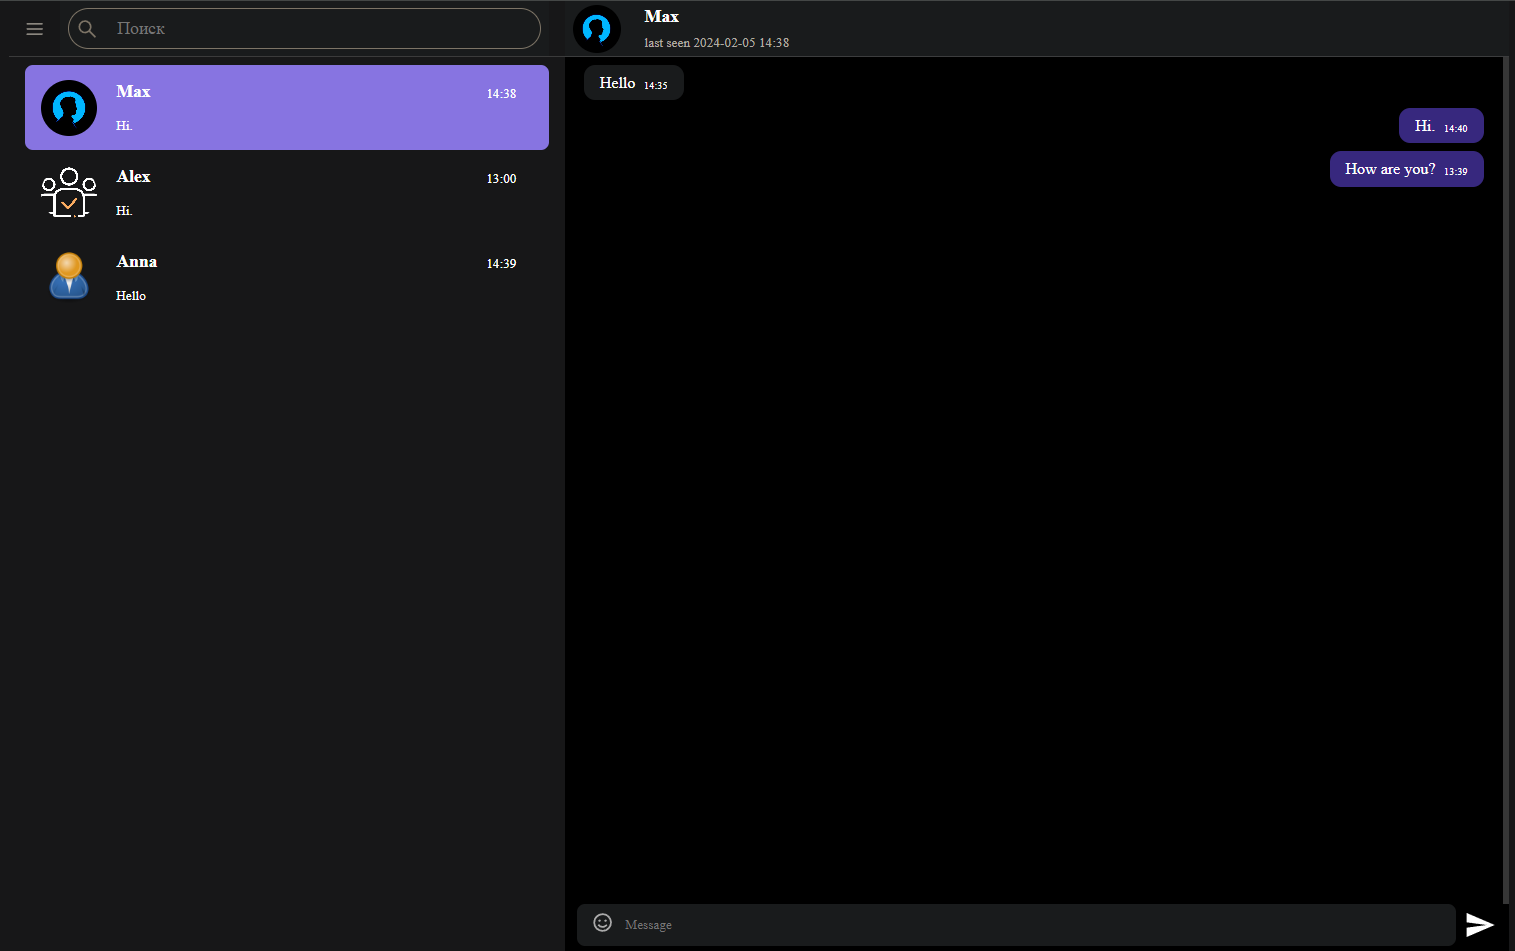 Поиск
Max
14:38
Hi.
Alex
13:00
Hi.
Anna
14:39
Hello
Max
last seen 2024-02-05 14:38
Hello 14:35
Hi. 14:40
How are you? 13:39
Message